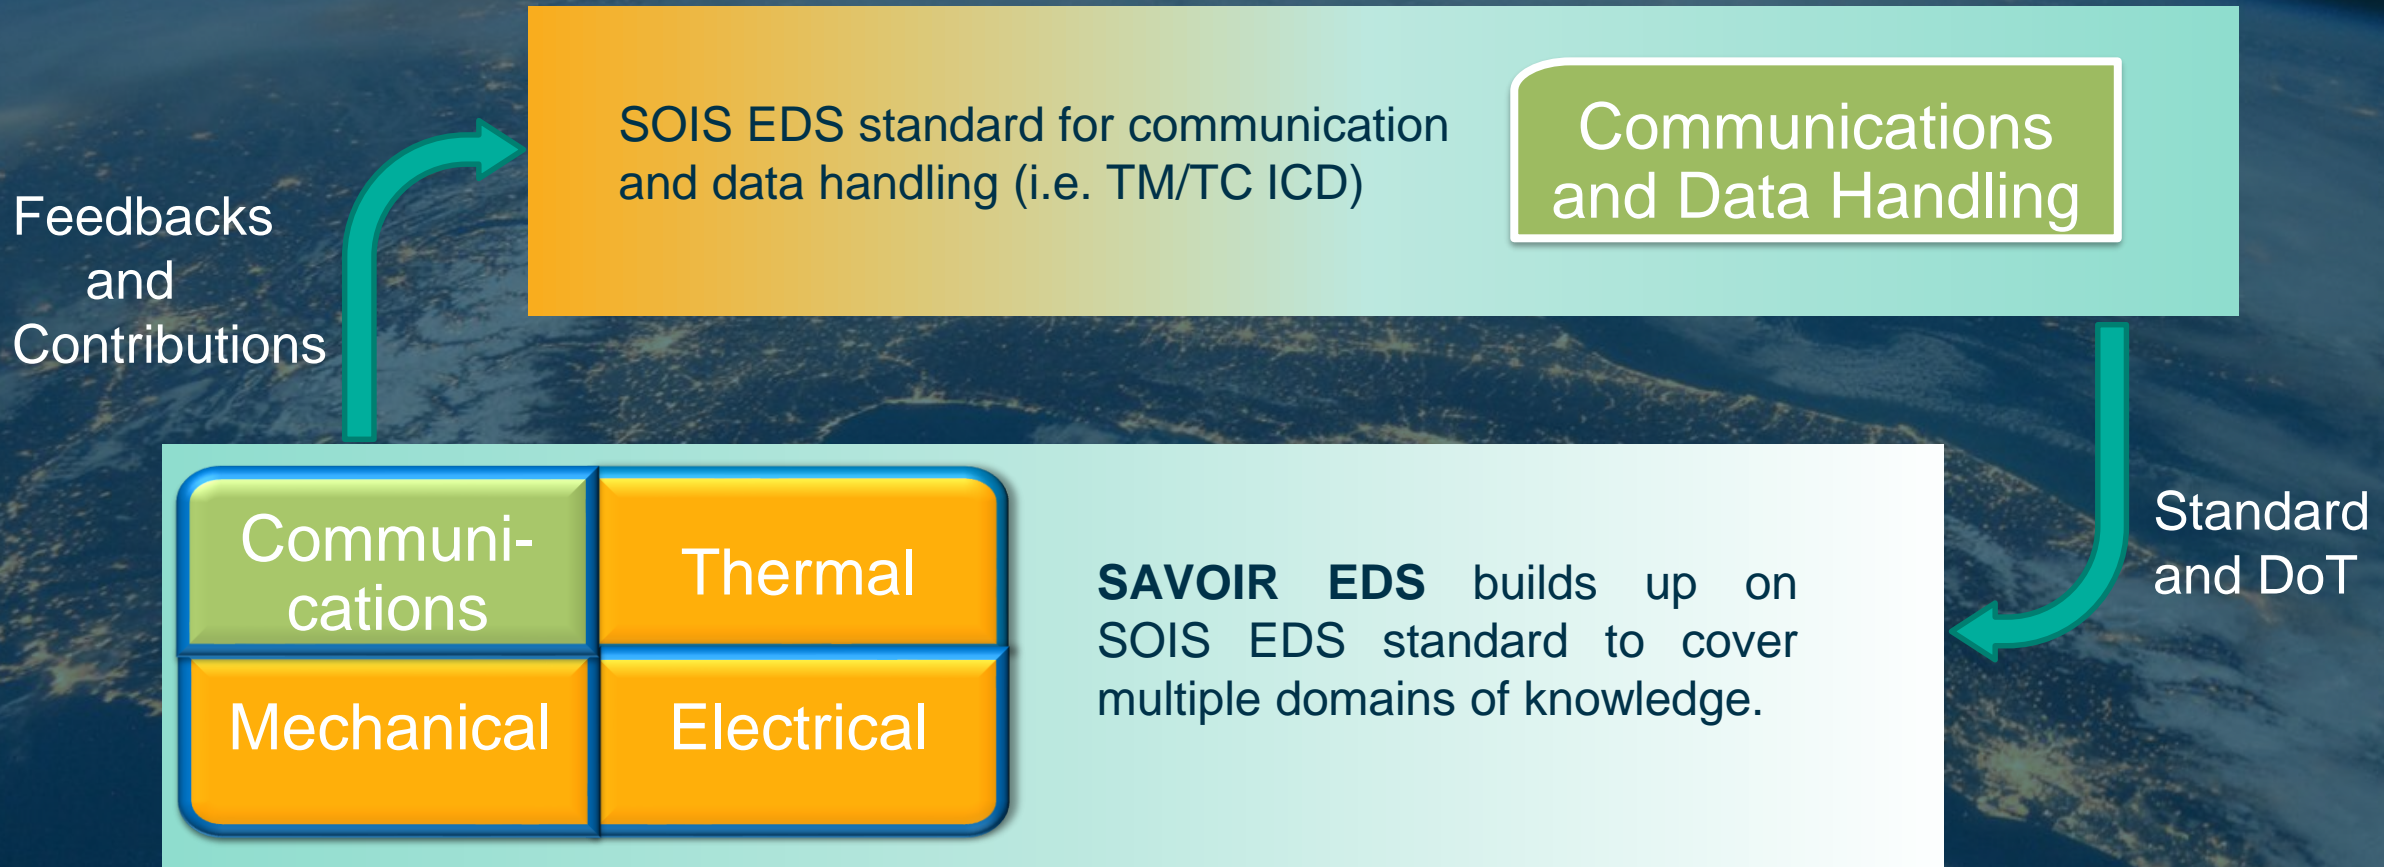 SOIS EDS standard for communication
and data handling (i.e. TM/TC ICD)
Communications
and Data Handling
Feedbacks
and
Contributions
Standard
and DoT
Communi-
cations
Thermal
Mechanical
Electrical
SAVOIR EDS builds up on
SOIS EDS standard to cover
multiple domains of knowledge.